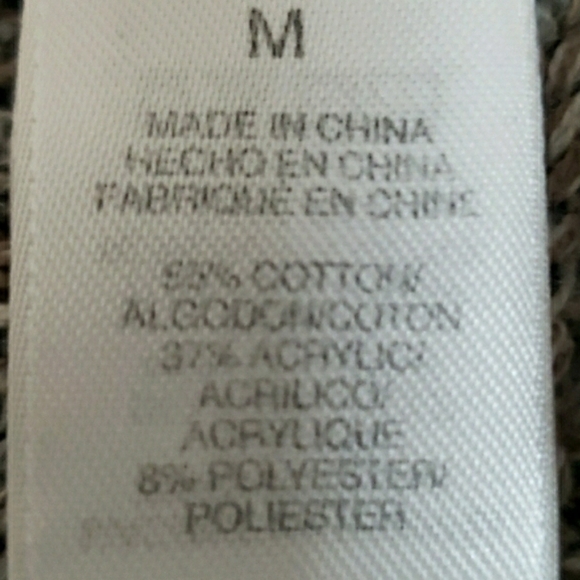 M
MADE IN CHINA
HECHO EN CHINA
FABRIQUE EN CHINE
55% COTTON/
ALGODON/COTON
37% ACRYLIC/
ACRILICO/
ACRYLIQUE
8% POLYESTER/
POLIESTER